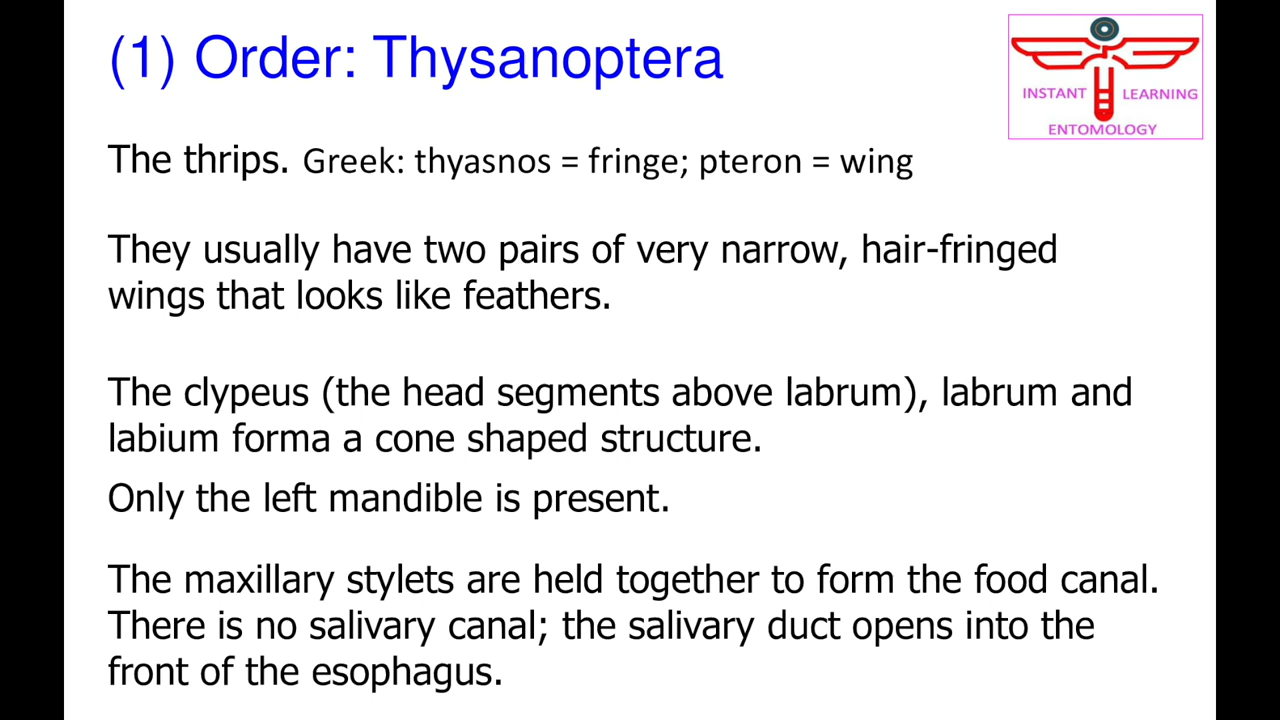 (1) Order: Thysanoptera
INSTANT LEARNING
ENTOMOLOGY
The thrips. Greek: thyasnos = fringe; pteron = wing
They usually have two pairs of very narrow, hair-fringed
wings that looks like feathers.
The clypeus (the head segments above labrum), labrum and
labium forma a cone shaped structure.
Only the left mandible is present.
The maxillary stylets are held together to form the food canal.
There is no salivary canal; the salivary duct opens into the
front of the esophagus.